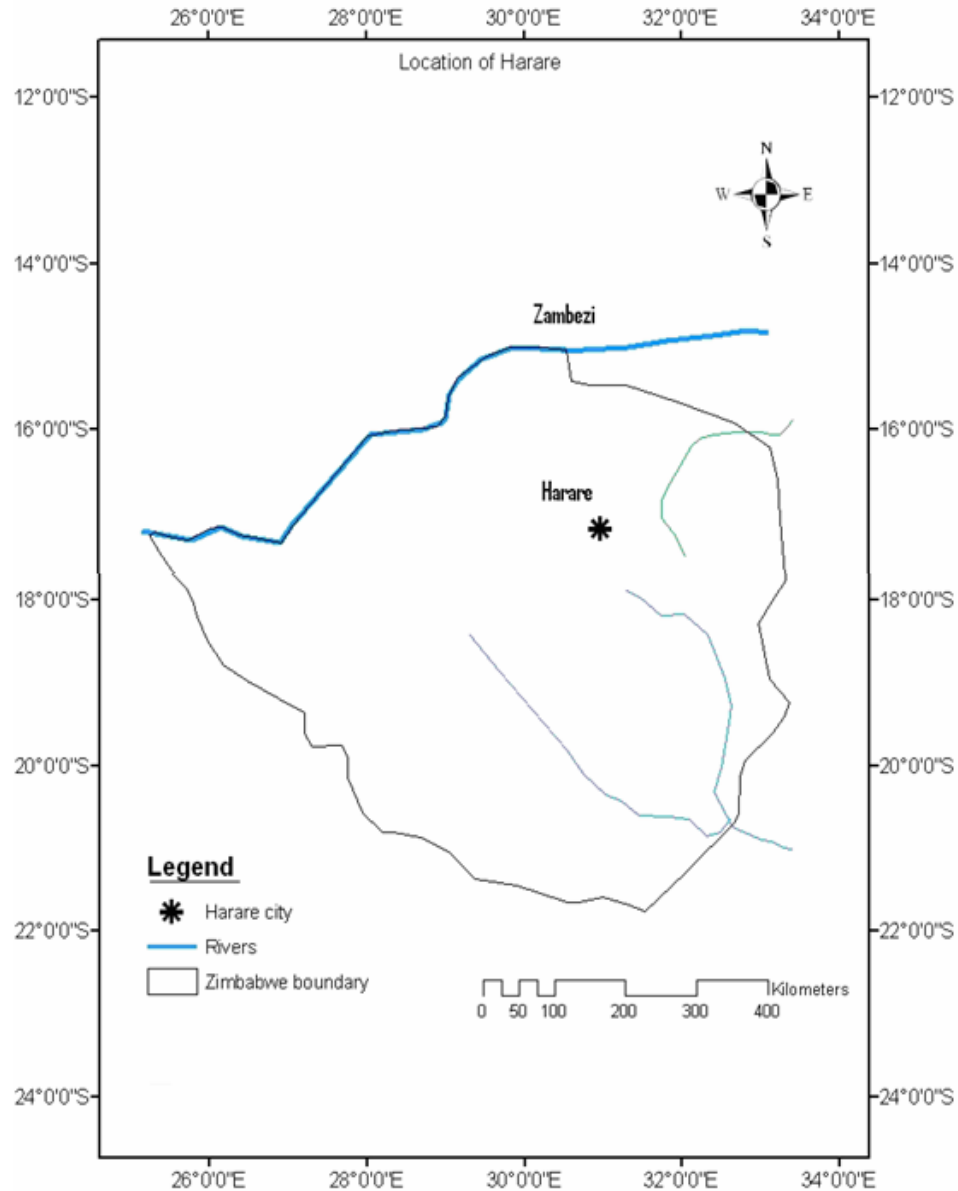 26°0'0"E 28°0'0"E 30°0'0"E 32°0'0"E 34°0'0"E
Location of Harare
12°0'0"S 12°0'0"S
N
W E
S
14°0'0"S 14°0'0"S
Zambezi
16°0'0"S 16°0'0"S
Harare
18°0'0"S 18°0'0"S
20°0'0"S 20°0'0"S
Legend
Harare city
22°0'0"S 22°0'0"S
Rivers
Zimbabwe boundary
Kilometers
0 50 100 200 300 400
24°0'0"S 24°0'0"S
26°0'0"E 28°0'0"E 30°0'0"E 32°0'0"E 34°0'0"E